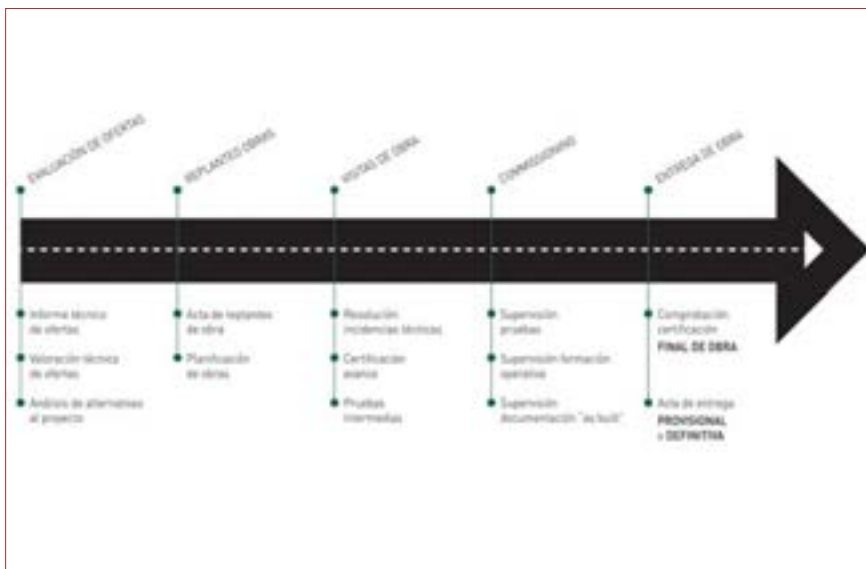 EVALUACIÓN DE OFERTAS
REPLANTEO OBRAS
VISITAS DE OBRA
COMMISSIONING
ENTREGA DE OBRA
Informe técnico
de ofertas
Valoración técnica
de ofertas
Análisis de alternativas
al proyecto
Acta de replanteo
de obra
Planificación
de obras
Resolución
incidencias técnicas
Certificación
avance
Pruebas
intermedias
Supervisión
pruebas
Supervisión formación
operativa
Supervisión
documentación "as built"
Comprobación
certificación
FINAL DE OBRA
Acta de entrega
PROVISIONAL
DEFINITIVA